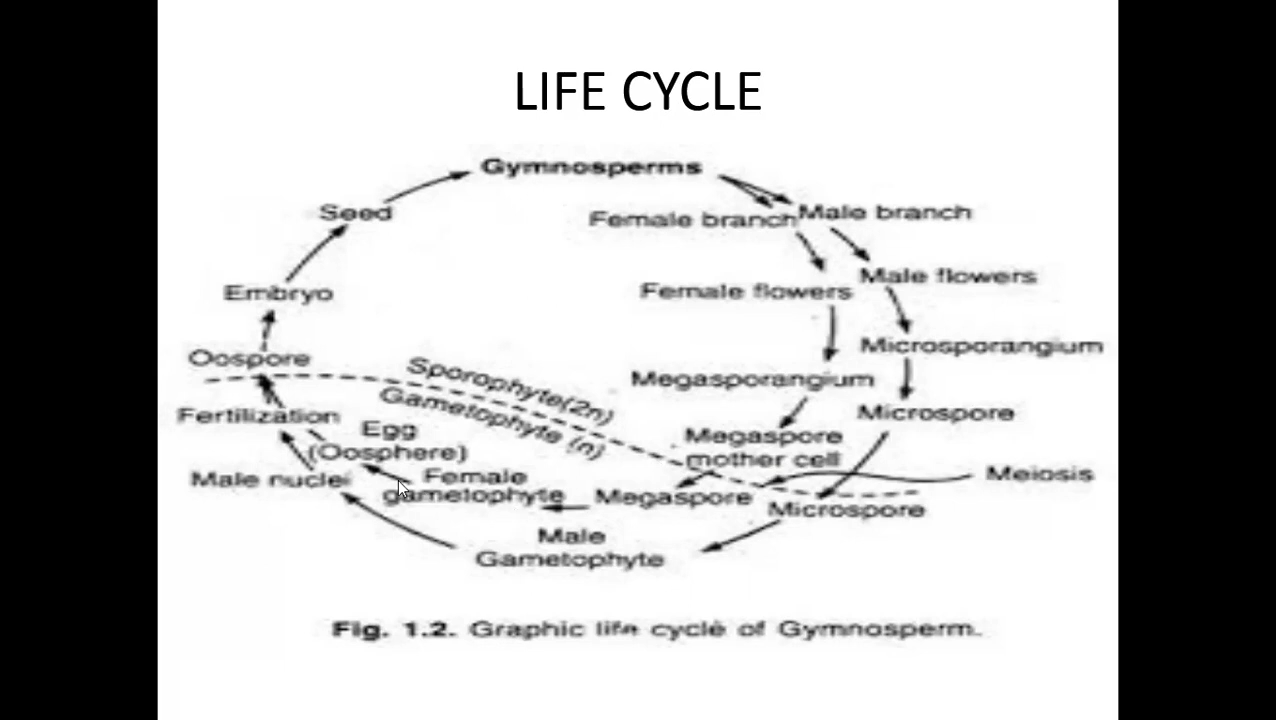 LIFE CYCLE
Gymnosperms
Seed
Female branch
Male branch
Embryo
Female flowers
Male flowers
Oospore
Sporophyte(2n)
Gametophyte (n)
Microsporangium
Megasporangium
Microspore
Fertilization
Egg
(Oosphere)
Megaspore
mother cell
Meiosis
Male nuclei
Female
gametophyte
Megaspore
Microspore
Male
Gametophyte
Fig. 1.2. Graphic life cycle of Gymnosperm.